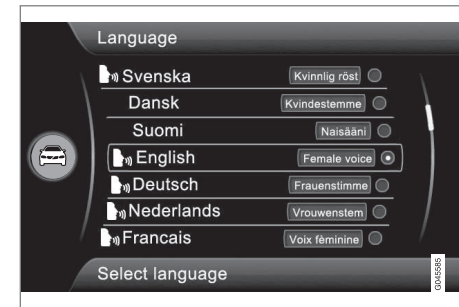 Language
Svenska Kvinnlig röst
Dansk Kvindestemme
Suomi Naisääni
English Female voice
Deutsch Frauenstimme
Nederlands Vrouwenstem
Francais Voix fèminine
Select language
G045585